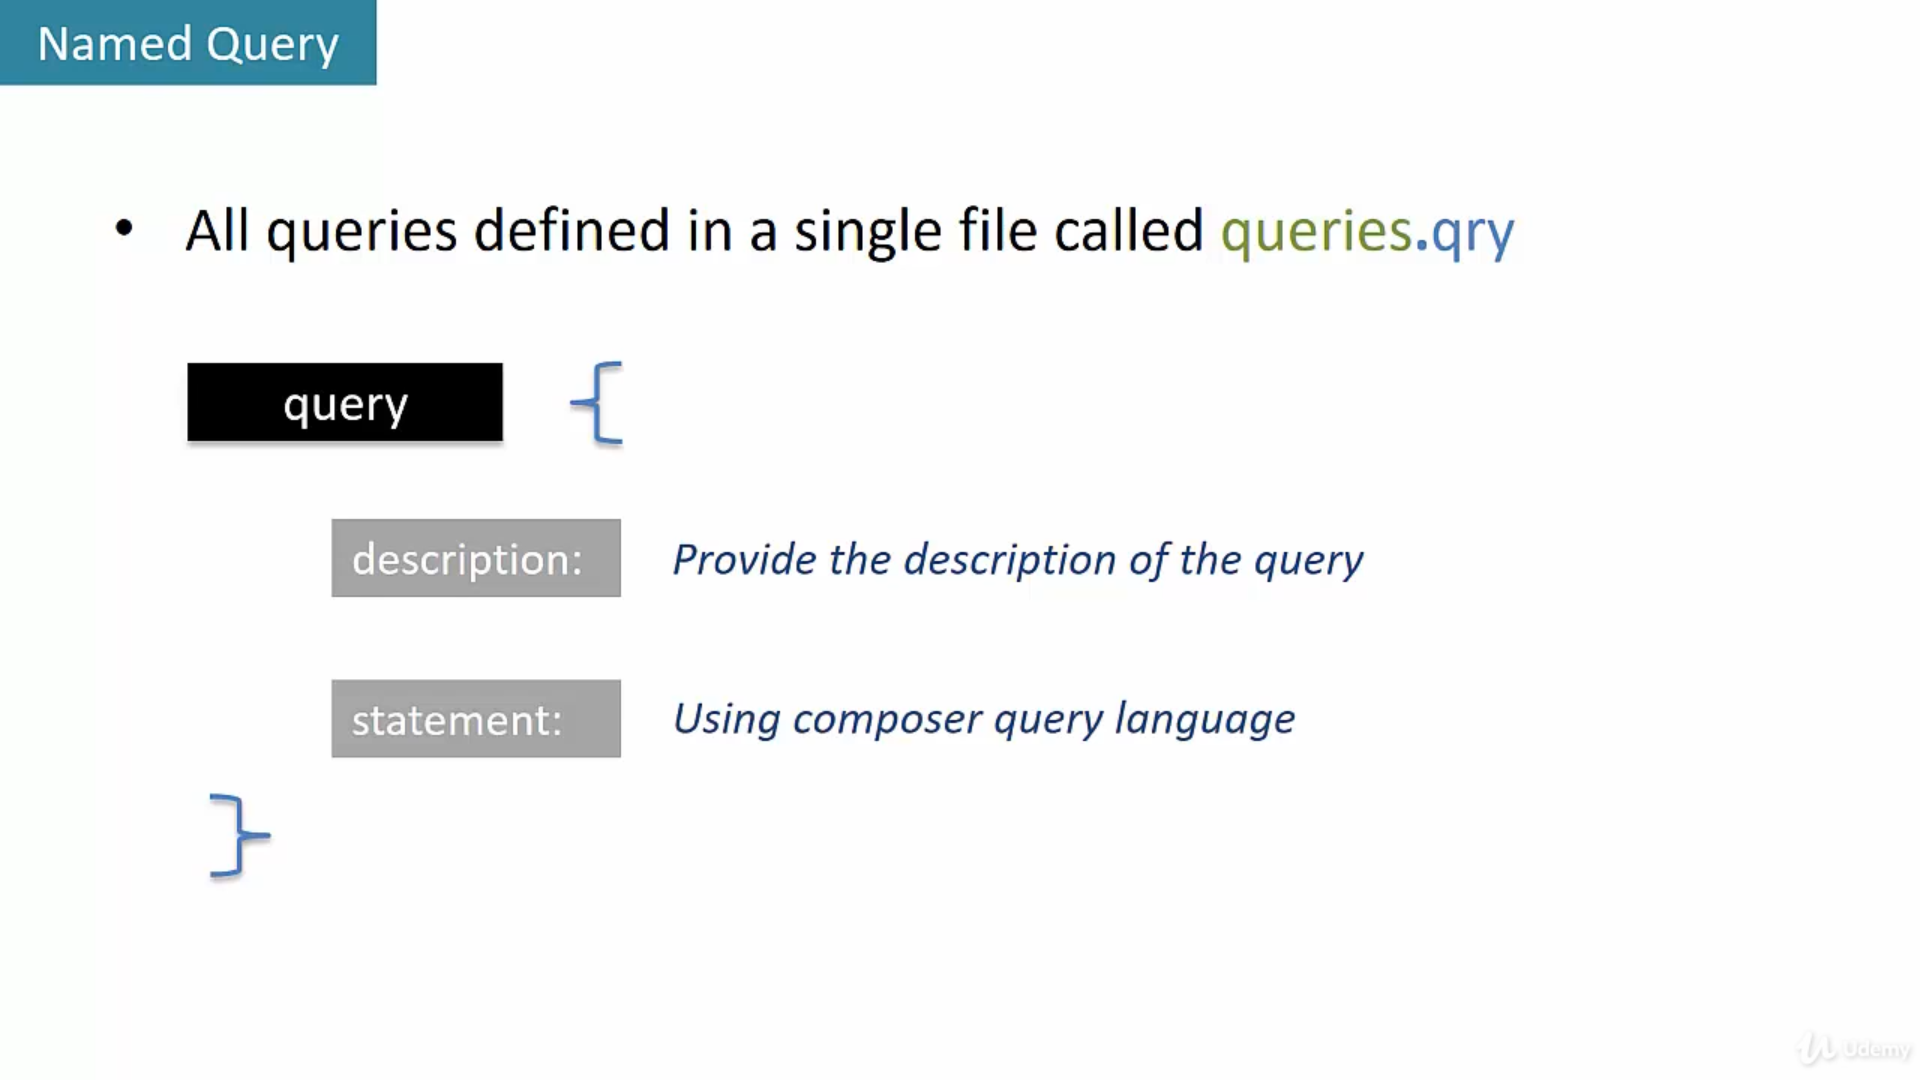 Named Query
• All queries defined in a single file called queries.qry
query {
description: Provide the description of the query
statement: Using composer query language
}
Udemy